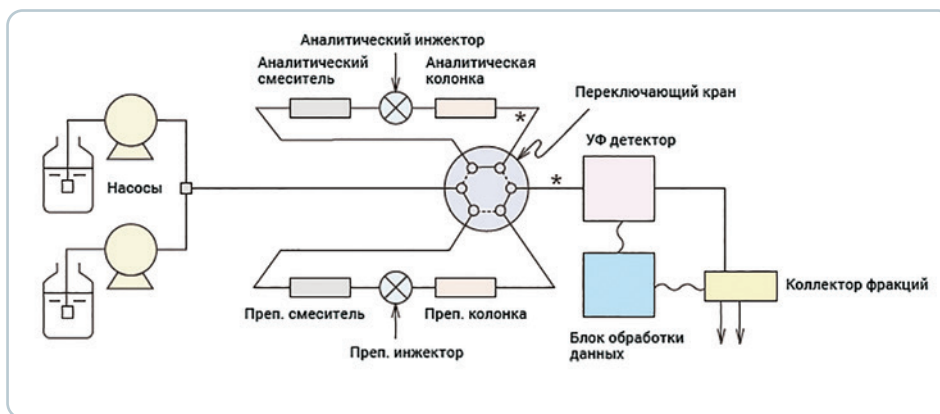 Аналитический инжектор
Аналитический
смеситель
Аналитическая
колонка
*
Переключающий кран
УФ детектор
Насосы
*
Преп. смеситель
Преп. колонка
Преп. инжектор
Коллектор фракций
Блок обработки
данных